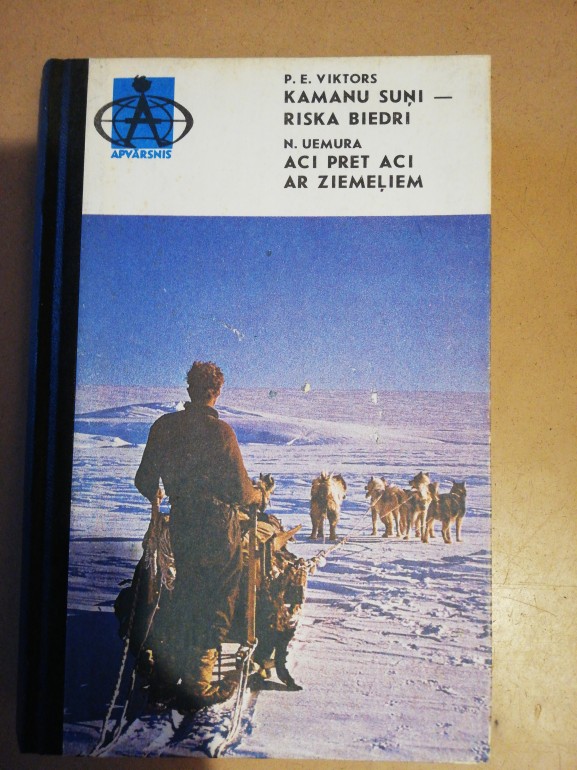 P. E. VIKTORS
KAMANU SUŅI —
RISKA BIEDRI
N. UEMURA
ACI PRET ACI
AR ZIEMEĻIEM
APVĀRSNIS